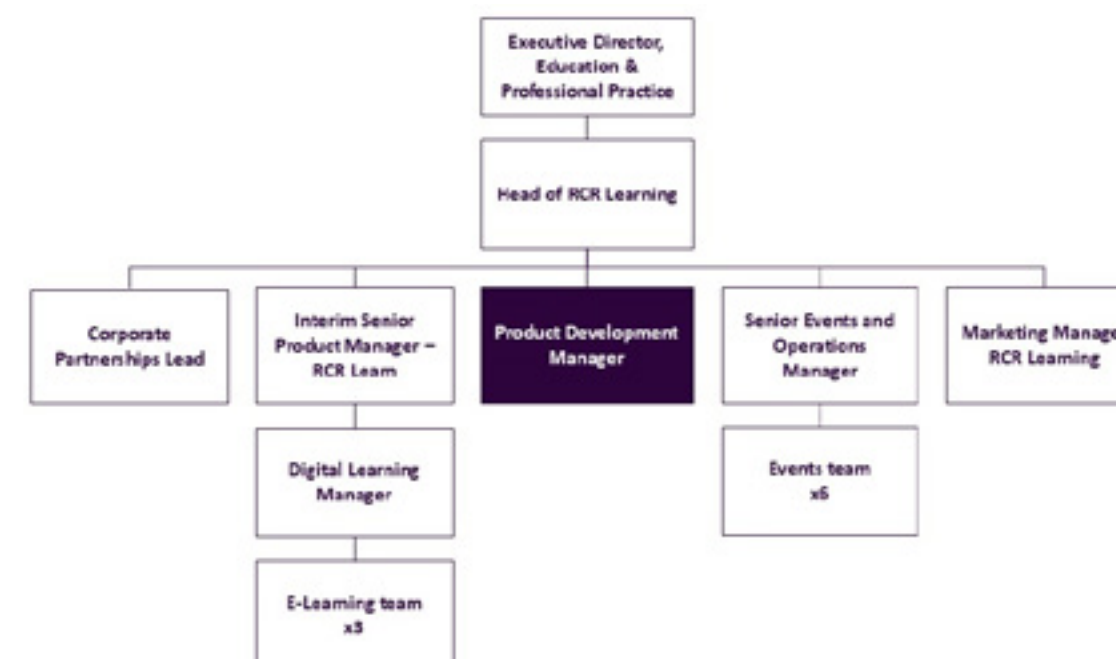 Executive Director,
Education &
Professional Practice
Head of RCR Learning
Corporate
Partnerships Lead
Interim Senior
Product Manager –
RCR Learn
Product Development
Manager
Senior Events and
Operations
Manager
Marketing Manage
RCR Learning
Digital Learning
Manager
Events team
x6
E-Learning team
x3